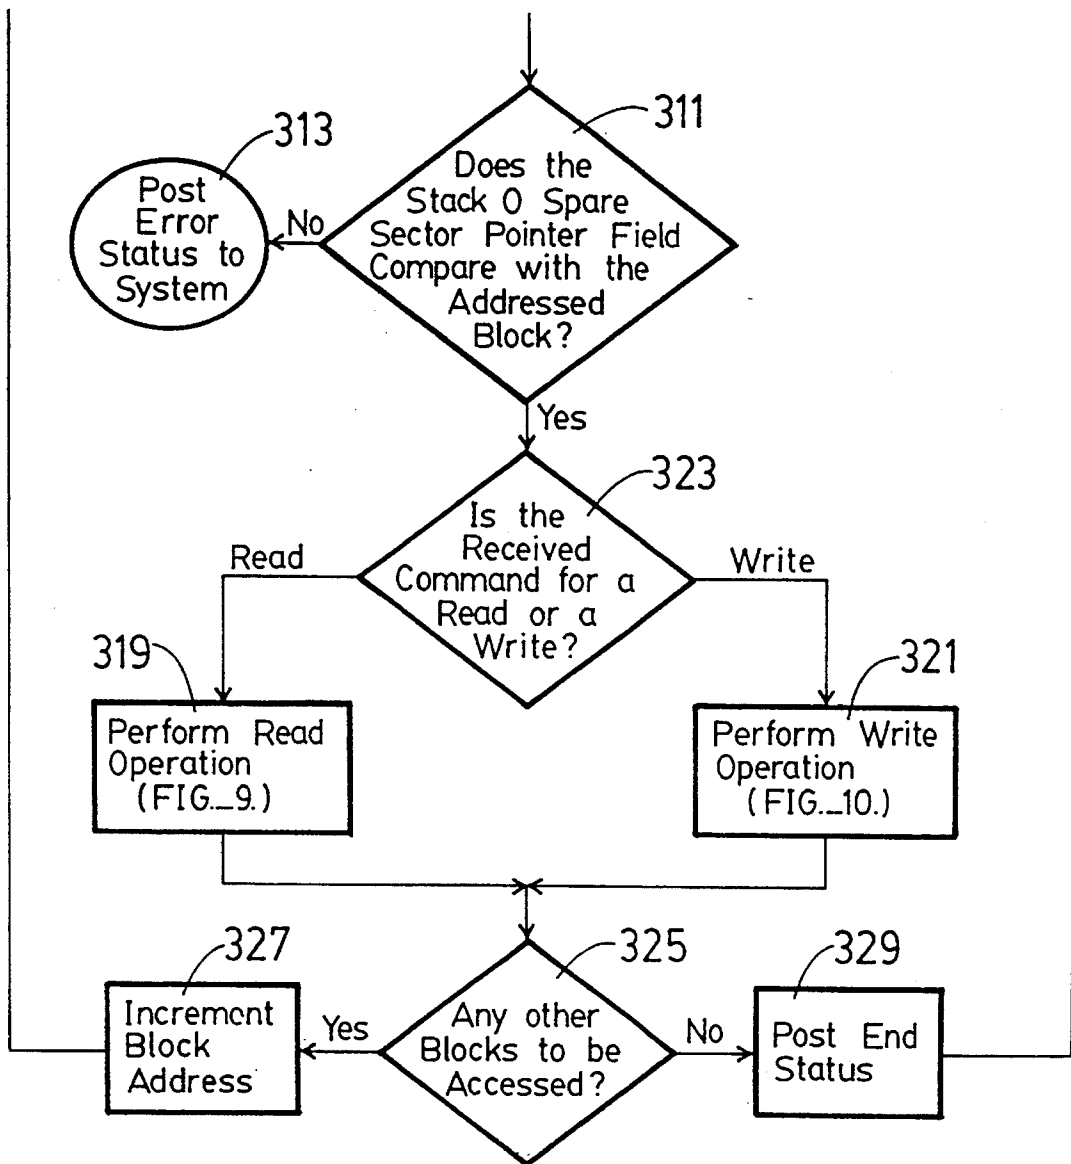 311
Does the
Stack 0 Spare
Sector Pointer Field
Compare with the
Addressed
Block?
313
Post
Error
Status to
System
No
Yes
323
Is the
Received
Command for a
Read or a
Write?
Read
Write
319
Perform Read
Operation
(FIG._9.)
321
Perform Write
Operation
(FIG._10.)
325
Any other
Blocks to be
Accessed?
Yes
No
327
Increment
Block
Address
329
Post End
Status